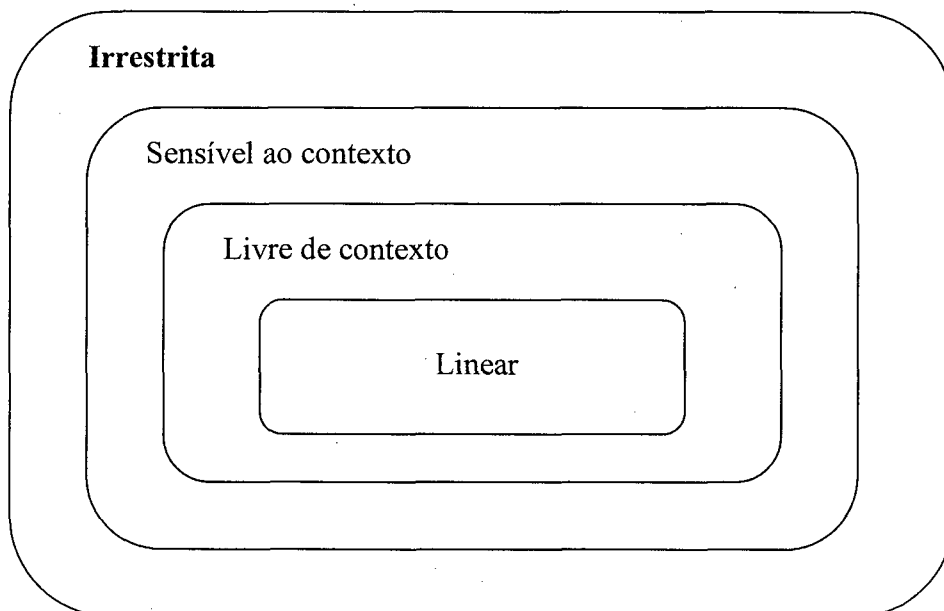 Irrestrita
Sensível ao contexto
Livre de contexto
Linear